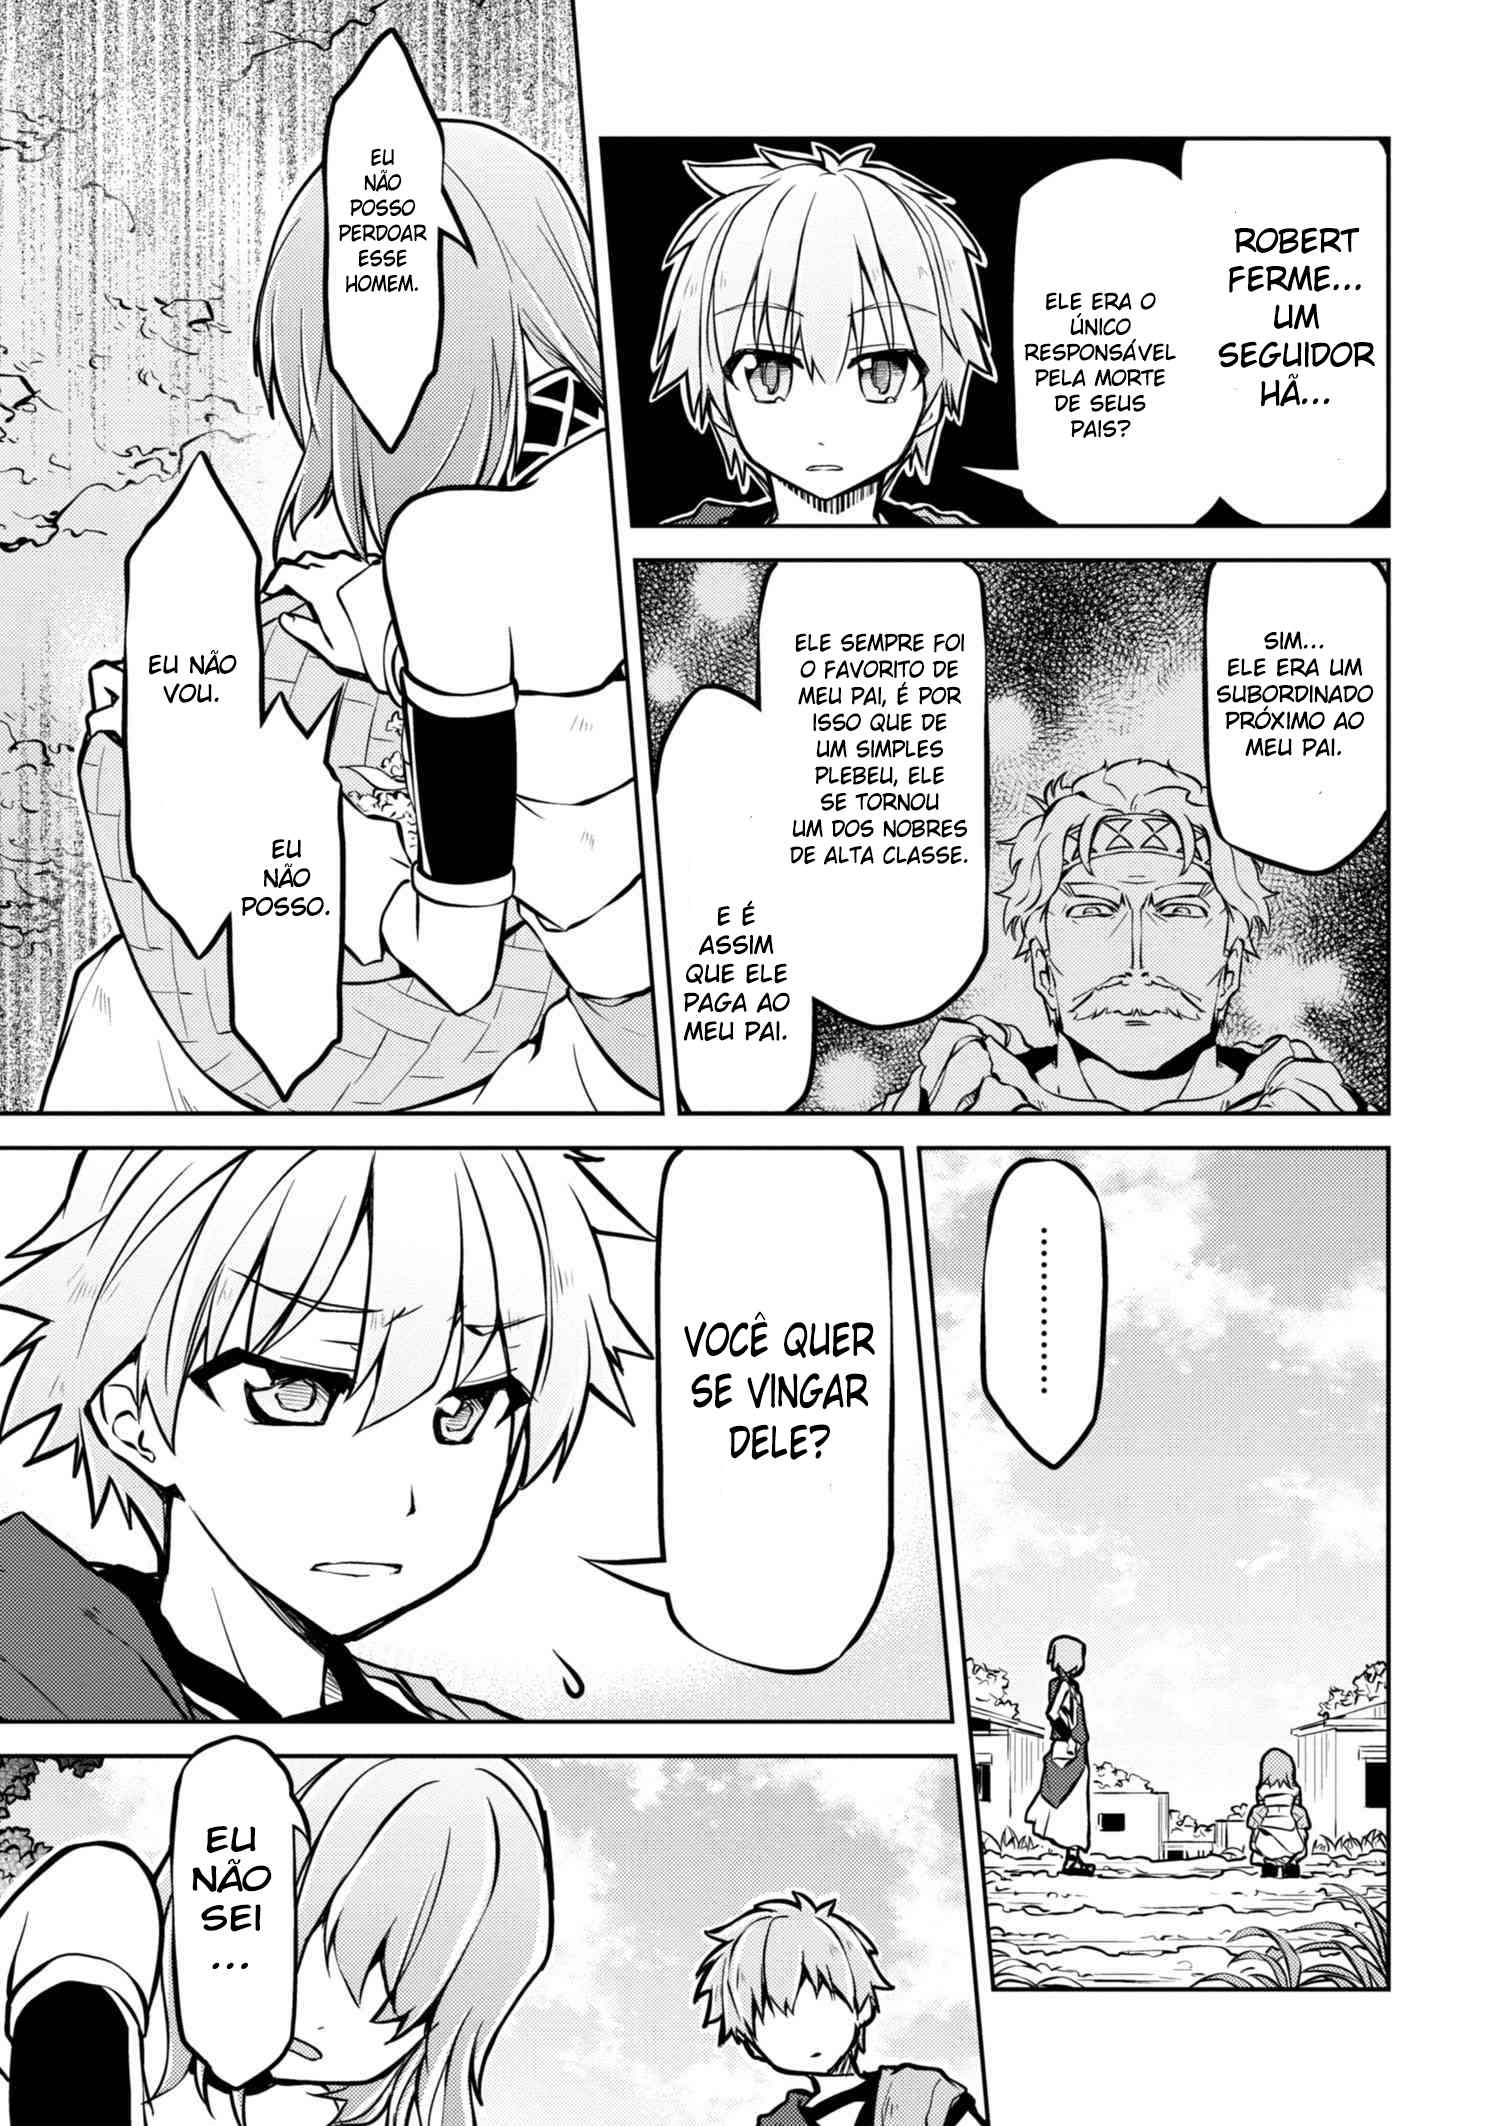 ROBERT
FERME...
UM
SEGUIDOR
HÃ...
ELE ERA O
ÚNICO
RESPONSÁVEL
PELA MORTE
DE SEUS
PAIS?
SIM...
ELE ERA UM
SUBORDINADO
PRÓXIMO AO
MEU PAI.
ELE SEMPRE FOI
O FAVORITO DE
MEU PAI, É POR
ISSO QUE DE
UM SIMPLES
PLEBEU, ELE
SE TORNOU
UM DOS NOBRES
DE ALTA CLASSE.
E É
ASSIM
QUE ELE
PAGA AO
MEU PAI.
EU
NÃO
POSSO
PERDOAR
ESSE
HOMEM.
EU NÃO
VOU.
EU
NÃO
POSSO.
............
VOCÊ QUER
SE VINGAR
DELE?
EU
NÃO
SEI
...